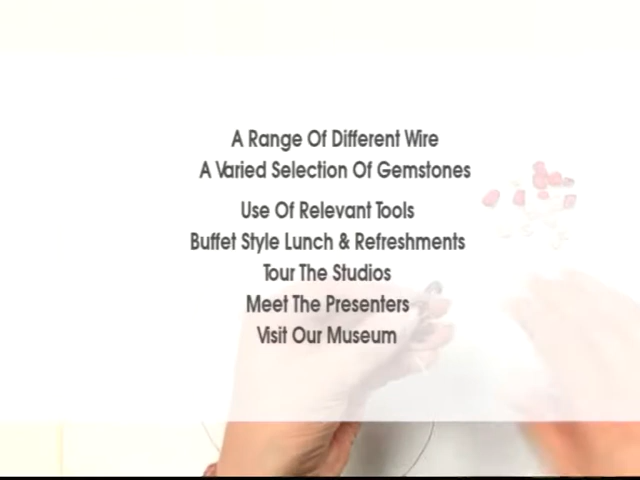 A Range Of Different Wire
A Varied Selection Of Gemstones
Use Of Relevant Tools
Buffet Style Lunch & Refreshments
Tour The Studios
Meet The Presenters
Visit Our Museum